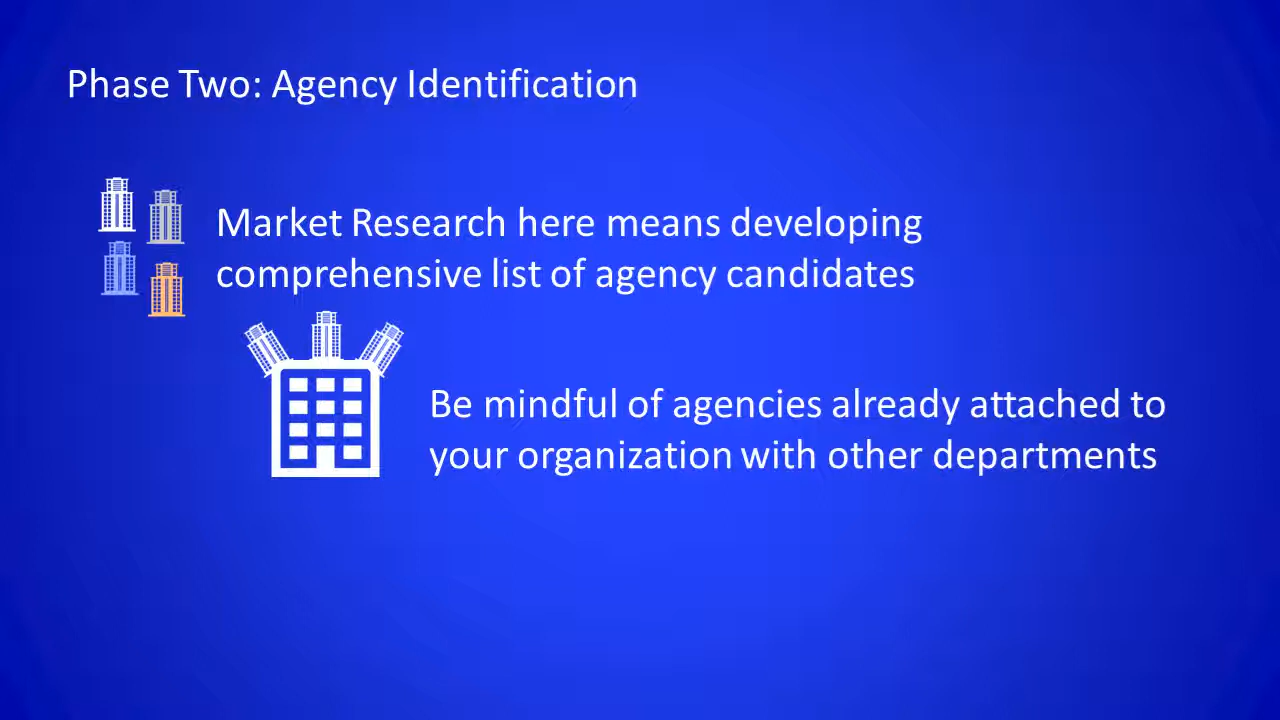 Phase Two: Agency Identification
Market Research here means developing
comprehensive list of agency candidates
Be mindful of agencies already attached to
your organization with other departments